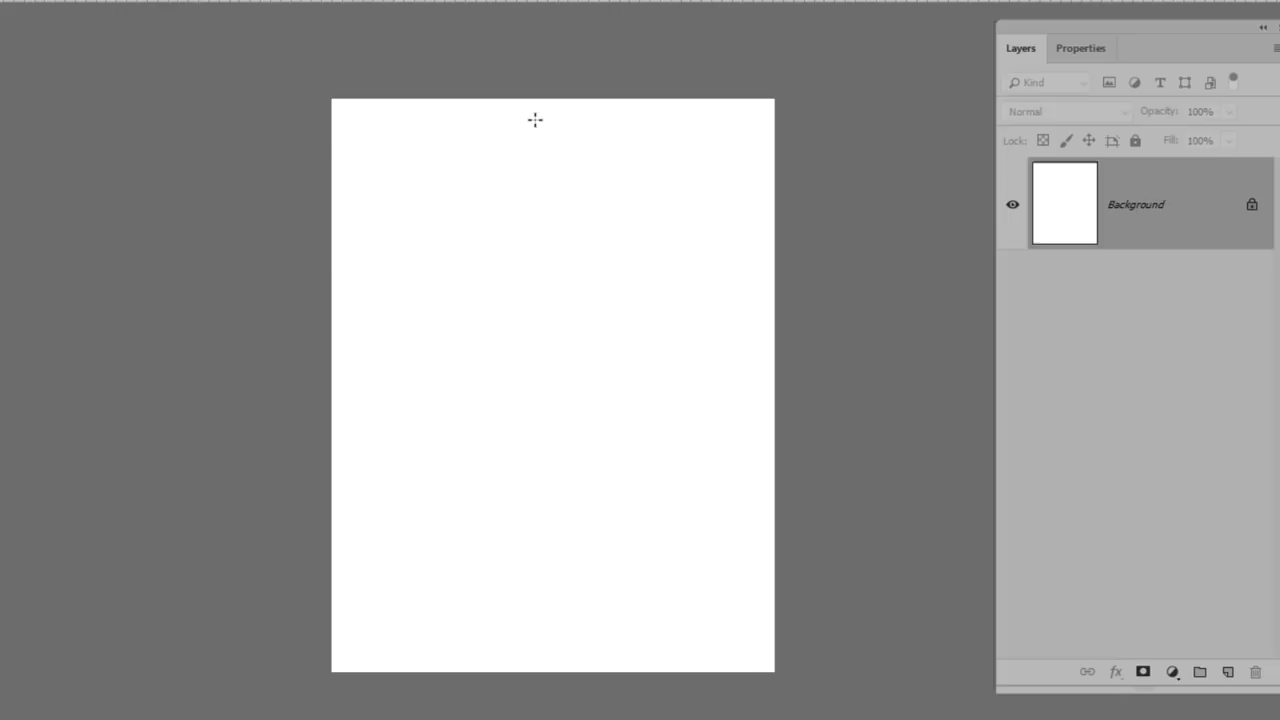 Layers Properties
Kind
Normal Opacity: 100%
Lock: Fill: 100%
Background
fx